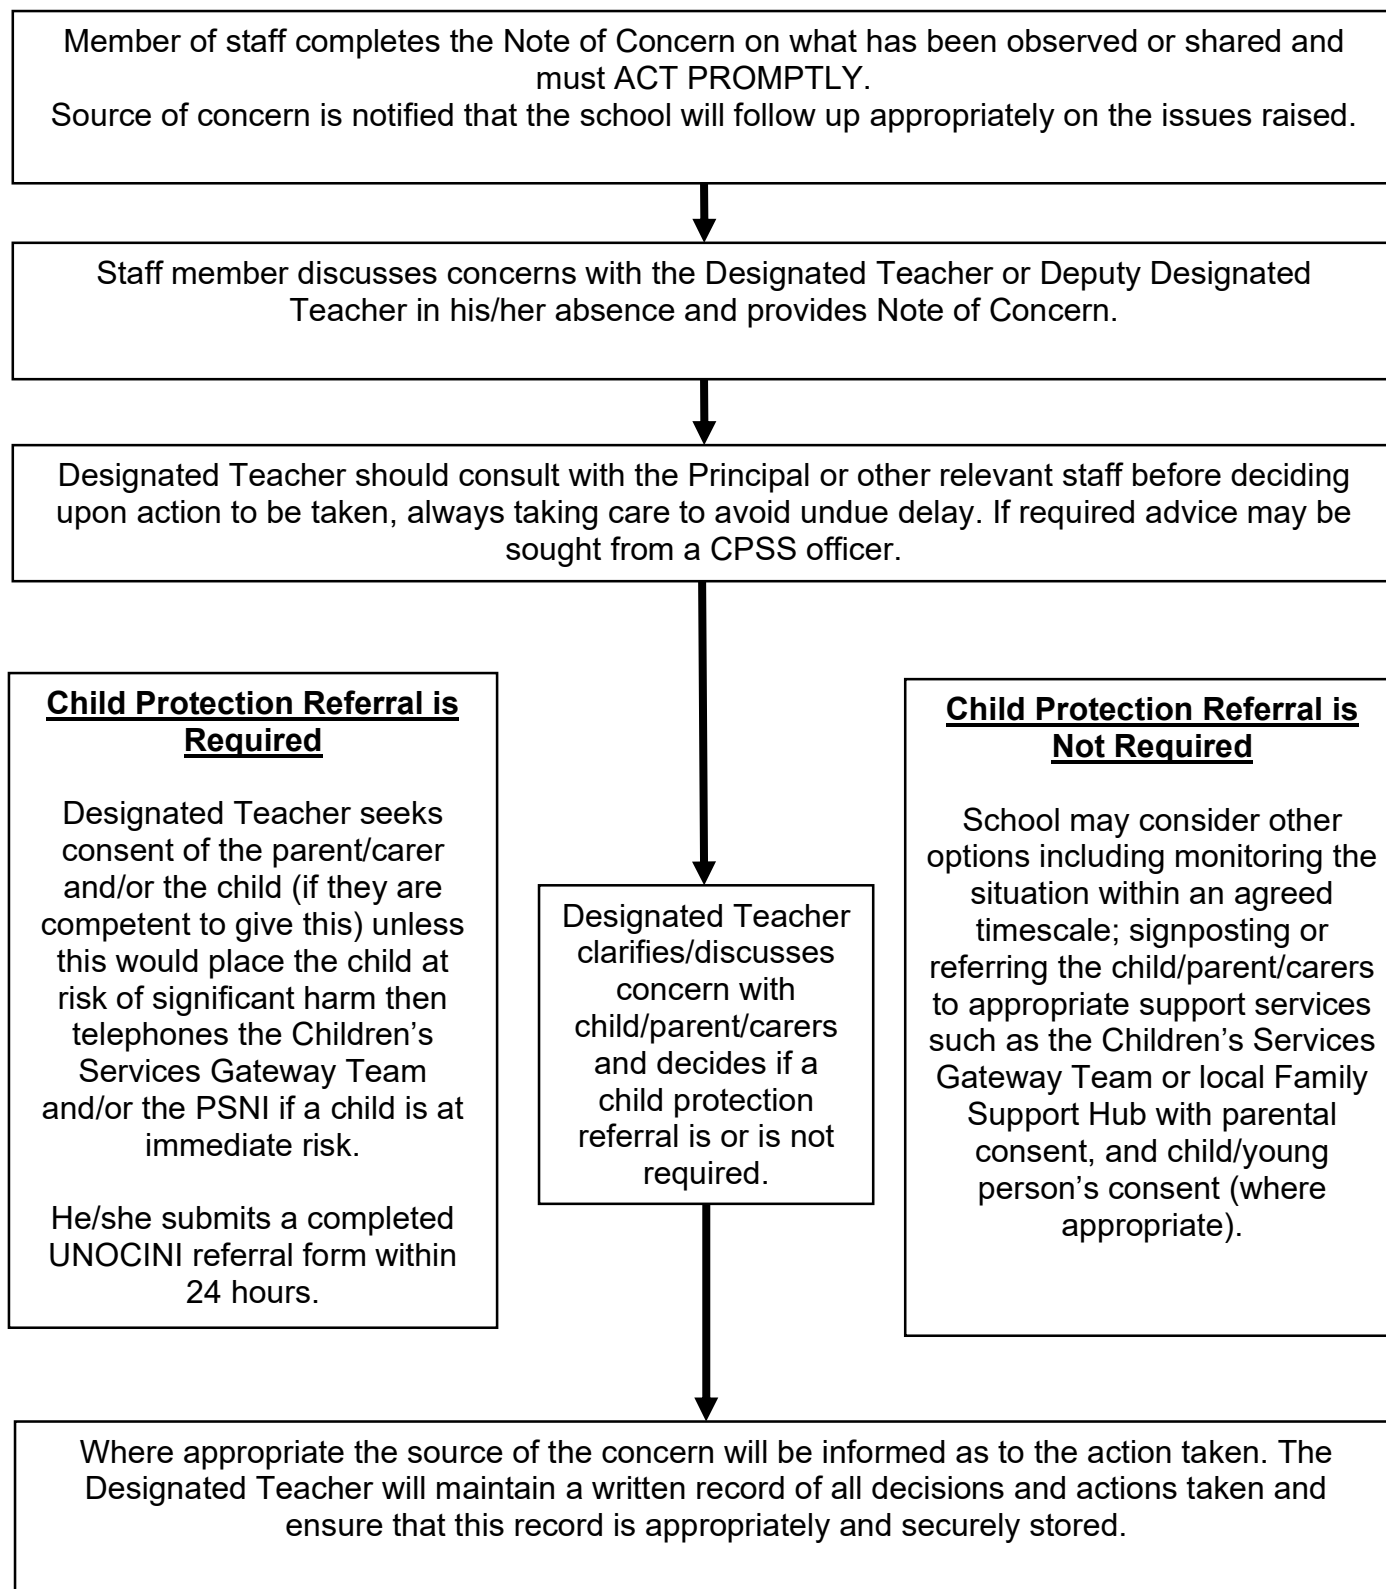 Member of staff completes the Note of Concern on what has been observed or shared and
must ACT PROMPTLY.
Source of concern is notified that the school will follow up appropriately on the issues raised.
Staff member discusses concerns with the Designated Teacher or Deputy Designated
Teacher in his/her absence and provides Note of Concern.
Designated Teacher should consult with the Principal or other relevant staff before deciding
upon action to be taken, always taking care to avoid undue delay. If required advice may be
sought from a CPSS officer.
Child Protection Referral is
Required
Designated Teacher seeks
consent of the parent/carer
and/or the child (if they are
competent to give this) unless
this would place the child at
risk of significant harm then
telephones the Children’s
Services Gateway Team
and/or the PSNI if a child is at
immediate risk.
He/she submits a completed
UNOCINI referral form within
24 hours.
Designated Teacher
clarifies/discusses
concern with
child/parent/carers
and decides if a
child protection
referral is or is not
required.
Child Protection Referral is
Not Required
School may consider other
options including monitoring the
situation within an agreed
timescale; signposting or
referring the child/parent/carers
to appropriate support services
such as the Children’s Services
Gateway Team or local Family
Support Hub with parental
consent, and child/young
person’s consent (where
appropriate).
Where appropriate the source of the concern will be informed as to the action taken. The
Designated Teacher will maintain a written record of all decisions and actions taken and
ensure that this record is appropriately and securely stored.